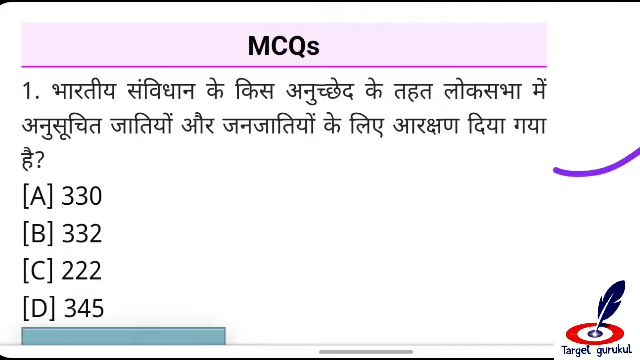 MCQs
1. भारतीय संविधान के किस अनुच्छेद के तहत लोकसभा में
अनुसूचित जातियों और जनजातियों के लिए आरक्षण दिया गया
है?
[A] 330
[B] 332
[C] 222
[D] 345
Target gurukul